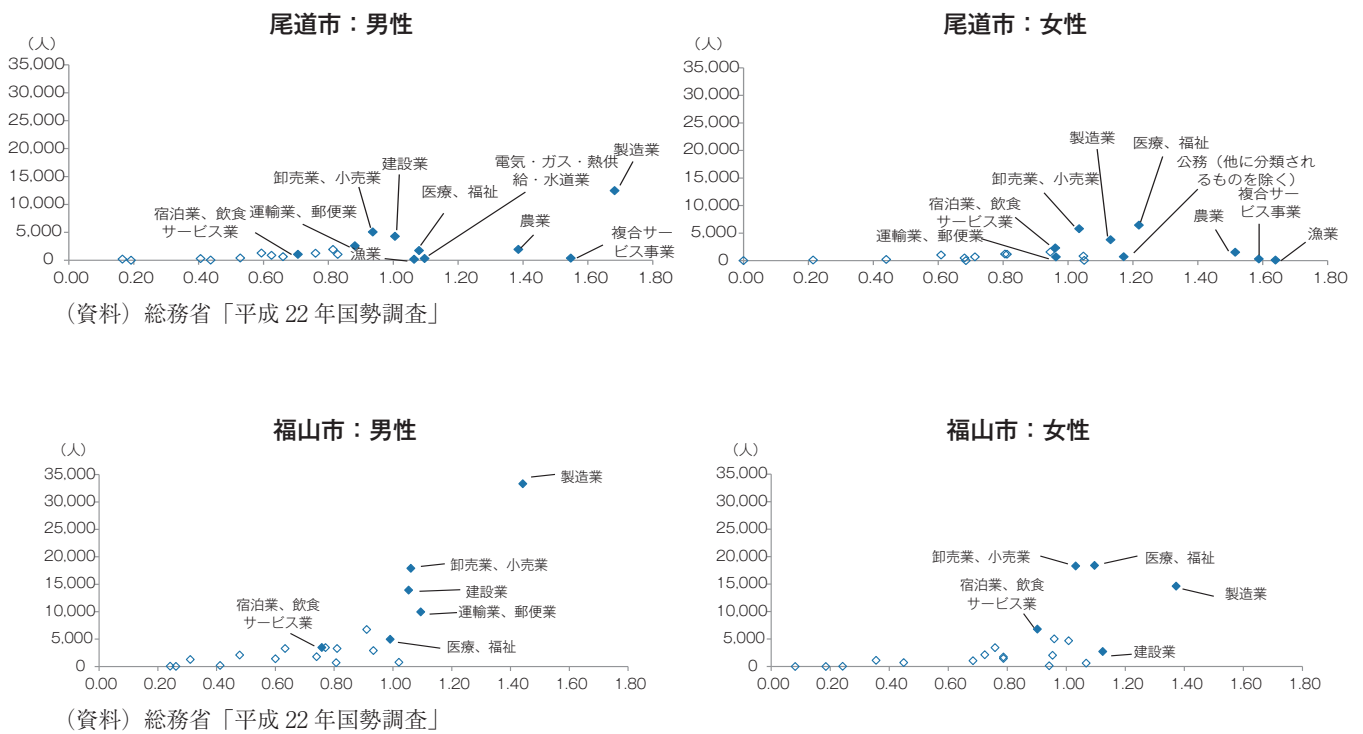 尾道市：男性
（人）
35,000
30,000
25,000
20,000
15,000
10,000
5,000
0
0.00 0.20 0.40 0.60 0.80 1.00 1.20 1.40 1.60 1.80
製造業
建設業
電気・ガス・熱供
給・水道業
卸売業、小売業
医療、福祉
宿泊業、飲食
サービス業
運輸業、郵便業
農業
漁業
複合サー
ビス事業
（資料）総務省「平成 22 年国勢調査」
尾道市：女性
（人）
35,000
30,000
25,000
20,000
15,000
10,000
5,000
0
0.00 0.20 0.40 0.60 0.80 1.00 1.20 1.40 1.60 1.80
製造業
医療、福祉
公務（他に分類され
るものを除く）
卸売業、小売業
宿泊業、飲食
サービス業
複合サー
ビス事業
農業
運輸業、郵便業
漁業
福山市：男性
（人）
35,000
30,000
25,000
20,000
15,000
10,000
5,000
0
0.00 0.20 0.40 0.60 0.80 1.00 1.20 1.40 1.60 1.80
製造業
卸売業、小売業
建設業
運輸業、郵便業
宿泊業、飲食
サービス業
医療、福祉
（資料）総務省「平成 22 年国勢調査」
福山市：女性
（人）
35,000
30,000
25,000
20,000
15,000
10,000
5,000
0
0.00 0.20 0.40 0.60 0.80 1.00 1.20 1.40 1.60 1.80
卸売業、小売業
医療、福祉
宿泊業、飲食
サービス業
製造業
建設業